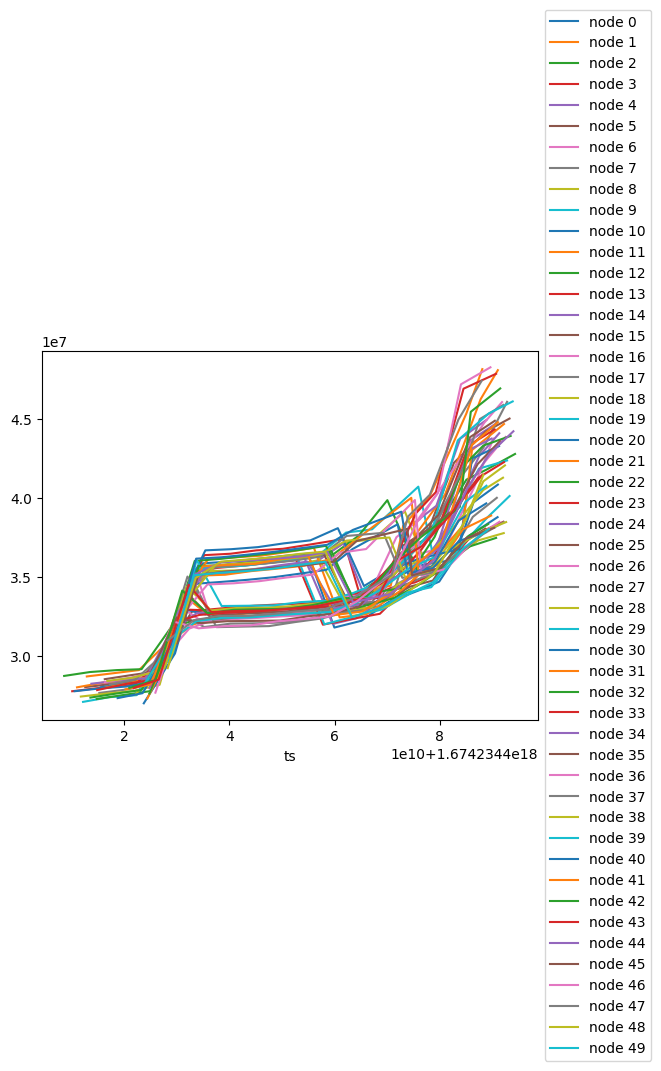 1e7
4.5
4.0
3.5
3.0
2
4
6
8
1e10+1.6742344e18
ts
node 0
node 1
node 2
node 3
node 4
node 5
node 6
node 7
node 8
node 9
node 10
node 11
node 12
node 13
node 14
node 15
node 16
node 17
node 18
node 19
node 20
node 21
node 22
node 23
node 24
node 25
node 26
node 27
node 28
node 29
node 30
node 31
node 32
node 33
node 34
node 35
node 36
node 37
node 38
node 39
node 40
node 41
node 42
node 43
node 44
node 45
node 46
node 47
node 48
node 49